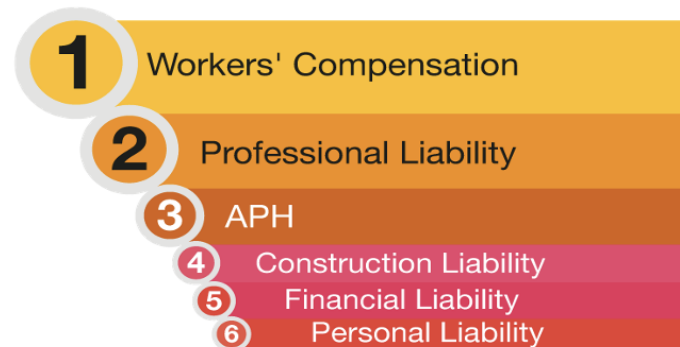 1 Workers' Compensation
2 Professional Liability
3 APH
4 Construction Liability
5 Financial Liability
6 Personal Liability